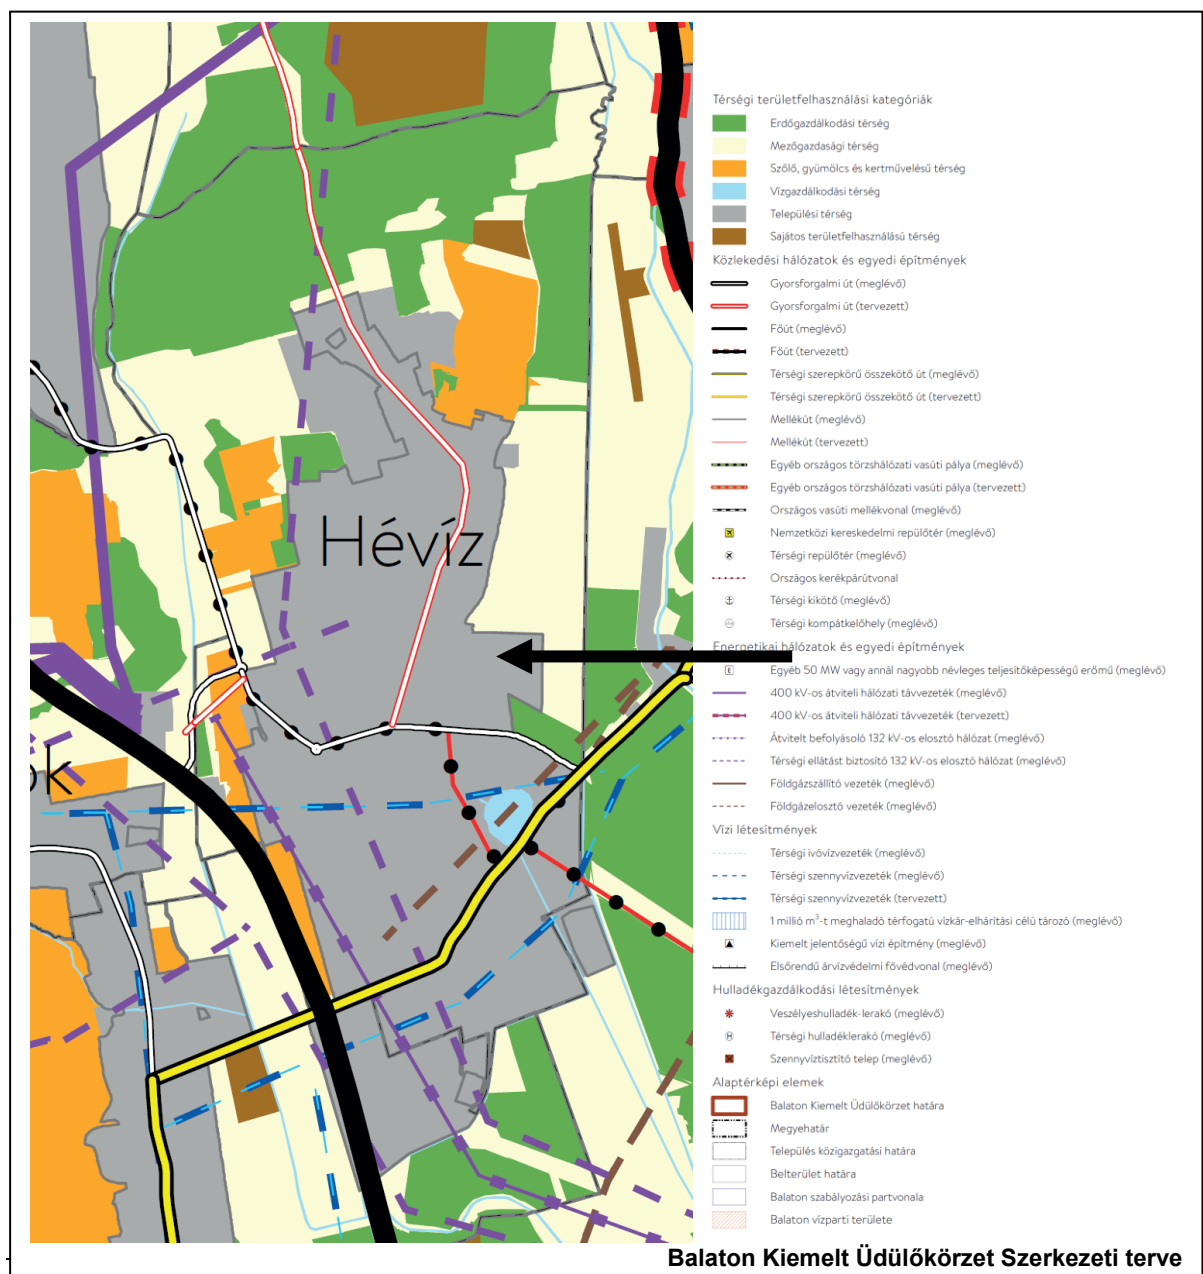 Hévíz
ok
Térségi területfelhasználási kategóriák
Erdőgazdálkodási térség
Mezőgazdasági térség
Szőlő, gyümölcs és kertművelésű térség
Vízgazdálkodási térség
Települési térség
Sajátos területfelhasználású térség
Közlekedési hálózatok és egyedi építmények
Gyorsforgalmi út (meglévő)
Gyorsforgalmi út (tervezett)
Főút (meglévő)
Főút (tervezett)
Térségi szerepkörű összekötő út (meglévő)
Térségi szerepkörű összekötő út (tervezett)
Mellékút (meglévő)
Mellékút (tervezett)
Egyéb országos törzshálózati vasúti pálya (meglévő)
Egyéb országos törzshálózati vasúti pálya (tervezett)
Országos vasúti mellékvonal (meglévő)
Nemzetközi kereskedelmi repülőtér (meglévő)
Térségi repülőtér (meglévő)
Országos kerékpárútvonal
Térségi kikötő (meglévő)
Térségi kompátkelőhely (meglévő)
Energetikai hálózatok és egyedi építmények
E Egyéb 50 MW vagy annál nagyobb névleges teljesítőképességű erőmű (meglévő)
400 kV-os átviteli hálózati távvezeték (meglévő)
400 kV-os átviteli hálózati távvezeték (tervezett)
Átvitelt befolyásoló 132 kV-os elosztó hálózat (meglévő)
Térségi ellátást biztosító 132 kV-os elosztó hálózat (meglévő)
Földgázszállító vezeték (meglévő)
Földgázelosztó vezeték (meglévő)
Vízi létesítmények
Térségi ivóvízvezeték (meglévő)
Térségi szennyvízvezeték (meglévő)
Térségi szennyvízvezeték (tervezett)
1 millió m³-t meghaladó térfogatú vízkár-elhárítási célú tározó (meglévő)
Kiemelt jelentőségű vízi építmény (meglévő)
Elsőrendű árvízvédelmi fővédvonal (meglévő)
Hulladékgazdálkodási létesítmények
Veszélyeshulladék-lerakó (meglévő)
H Térségi hulladéklerakó (meglévő)
Szennyvíztisztító telep (meglévő)
Alaptérképi elemek
Balaton Kiemelt Üdülőkörzet határa
Megyehatár
Település közigazgatási határa
Belterület határa
Balaton szabályozási partvonala
Balaton vízparti területe
Balaton Kiemelt Üdülőkörzet Szerkezeti terve